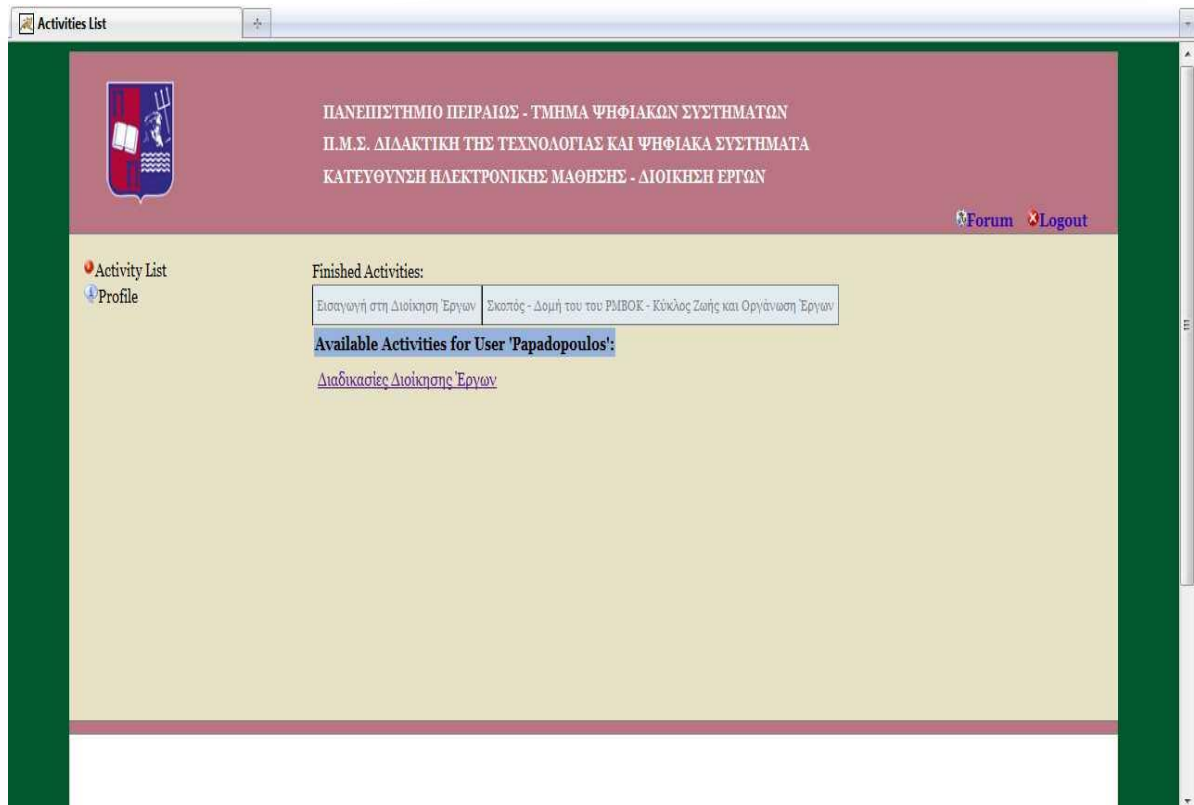 Activities List
ΠΑΝΕΠΙΣΤΗΜΙΟ ΠΕΙΡΑΙΩΣ - ΤΜΗΜΑ ΨΗΦΙΑΚΩΝ ΣΥΣΤΗΜΑΤΩΝ
Π.Μ.Σ. ΔΙΔΑΚΤΙΚΗ ΤΗΣ ΤΕΧΝΟΛΟΓΙΑΣ ΚΑΙ ΨΗΦΙΑΚΑ ΣΥΣΤΗΜΑΤΑ
ΚΑΤΕΥΘΥΝΣΗ ΗΛΕΚΤΡΟΝΙΚΗΣ ΜΑΘΗΣΗΣ - ΔΙΟΙΚΗΣΗ ΕΡΓΩΝ
Forum Logout
Activity List
Profile
Finished Activities:
Εισαγωγή στη Διοίκηση Έργων Σκοπός - Δομή του του PMBOK - Κύκλος Ζωής και Οργάνωση Έργων
Available Activities for User 'Papadopoulos':
Διαδικασίες Διοίκησης Έργων